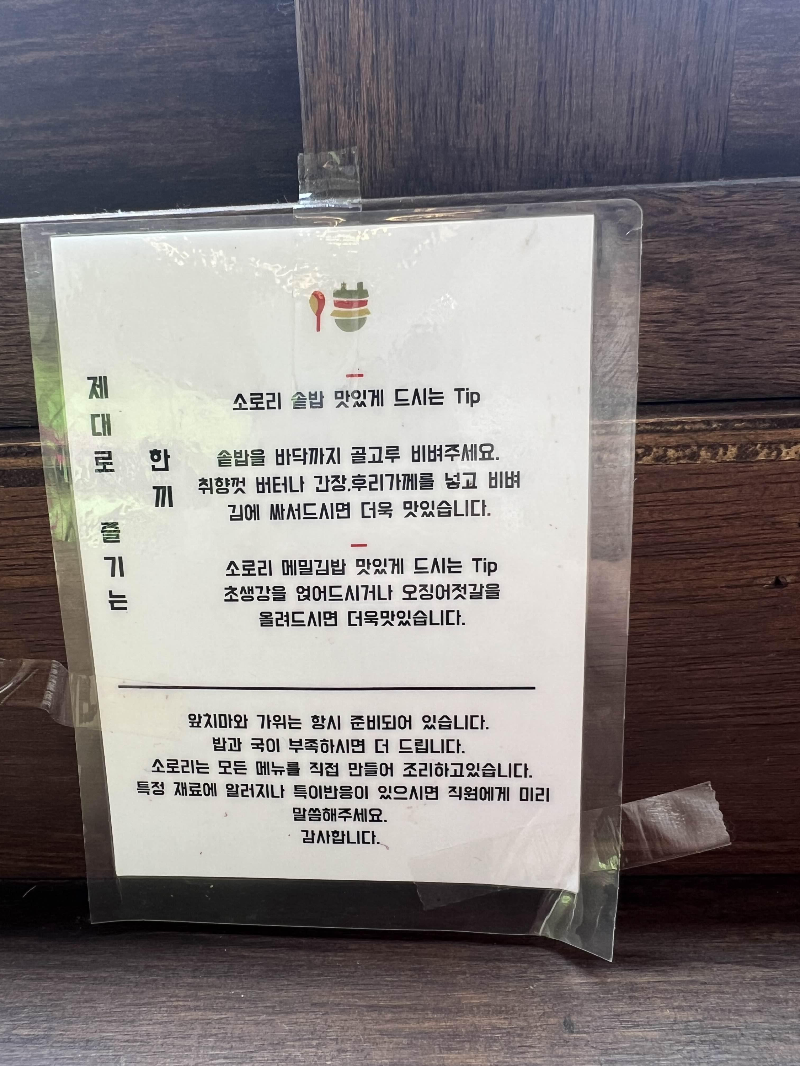 제대로 즐기는
한끼
소로리 솥밥 맛있게 드시는 Tip
솥밥을 바닥까지 골고루 비벼주세요.
취향껏 버터나 간장,후리가께를 넣고 비벼
김에 싸서드시면 더욱 맛있습니다.
소로리 메밀김밥 맛있게 드시는 Tip
초생강을 얹어드시거나 오징어젓갈을
올려드시면 더욱맛있습니다.
앞치마와 가위는 항시 준비되어 있습니다.
밥과 국이 부족하시면 더 드립니다.
소로리는 모든 메뉴를 직접 만들어 조리하고있습니다.
특정 재료에 알러지나 특이반응이 있으시면 직원에게 미리
말씀해주세요.
감사합니다.